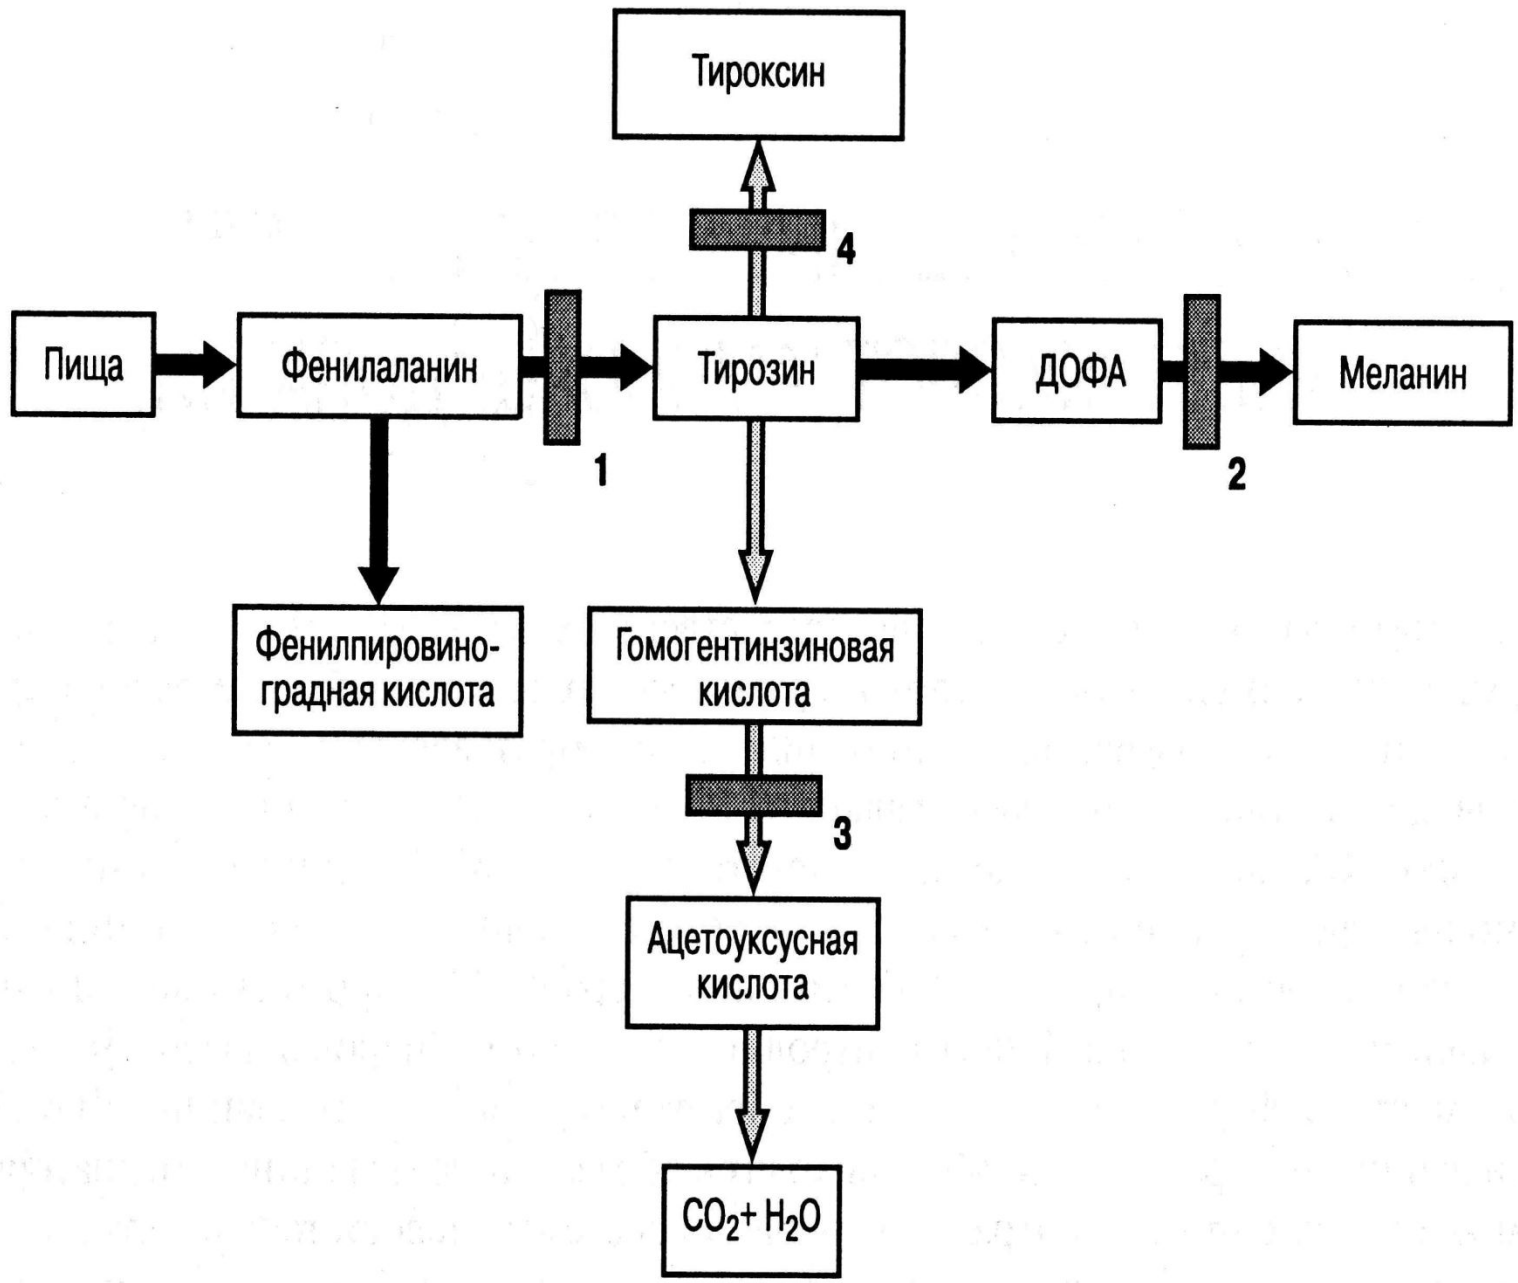 Тироксин
4
Пища
Фенилаланин
1
Тирозин
ДОФА
2
Меланин
Фенилпировино-
градная кислота
Гомогентинзиновая
кислота
3
Ацетоуксусная
кислота
CO₂+ H₂O